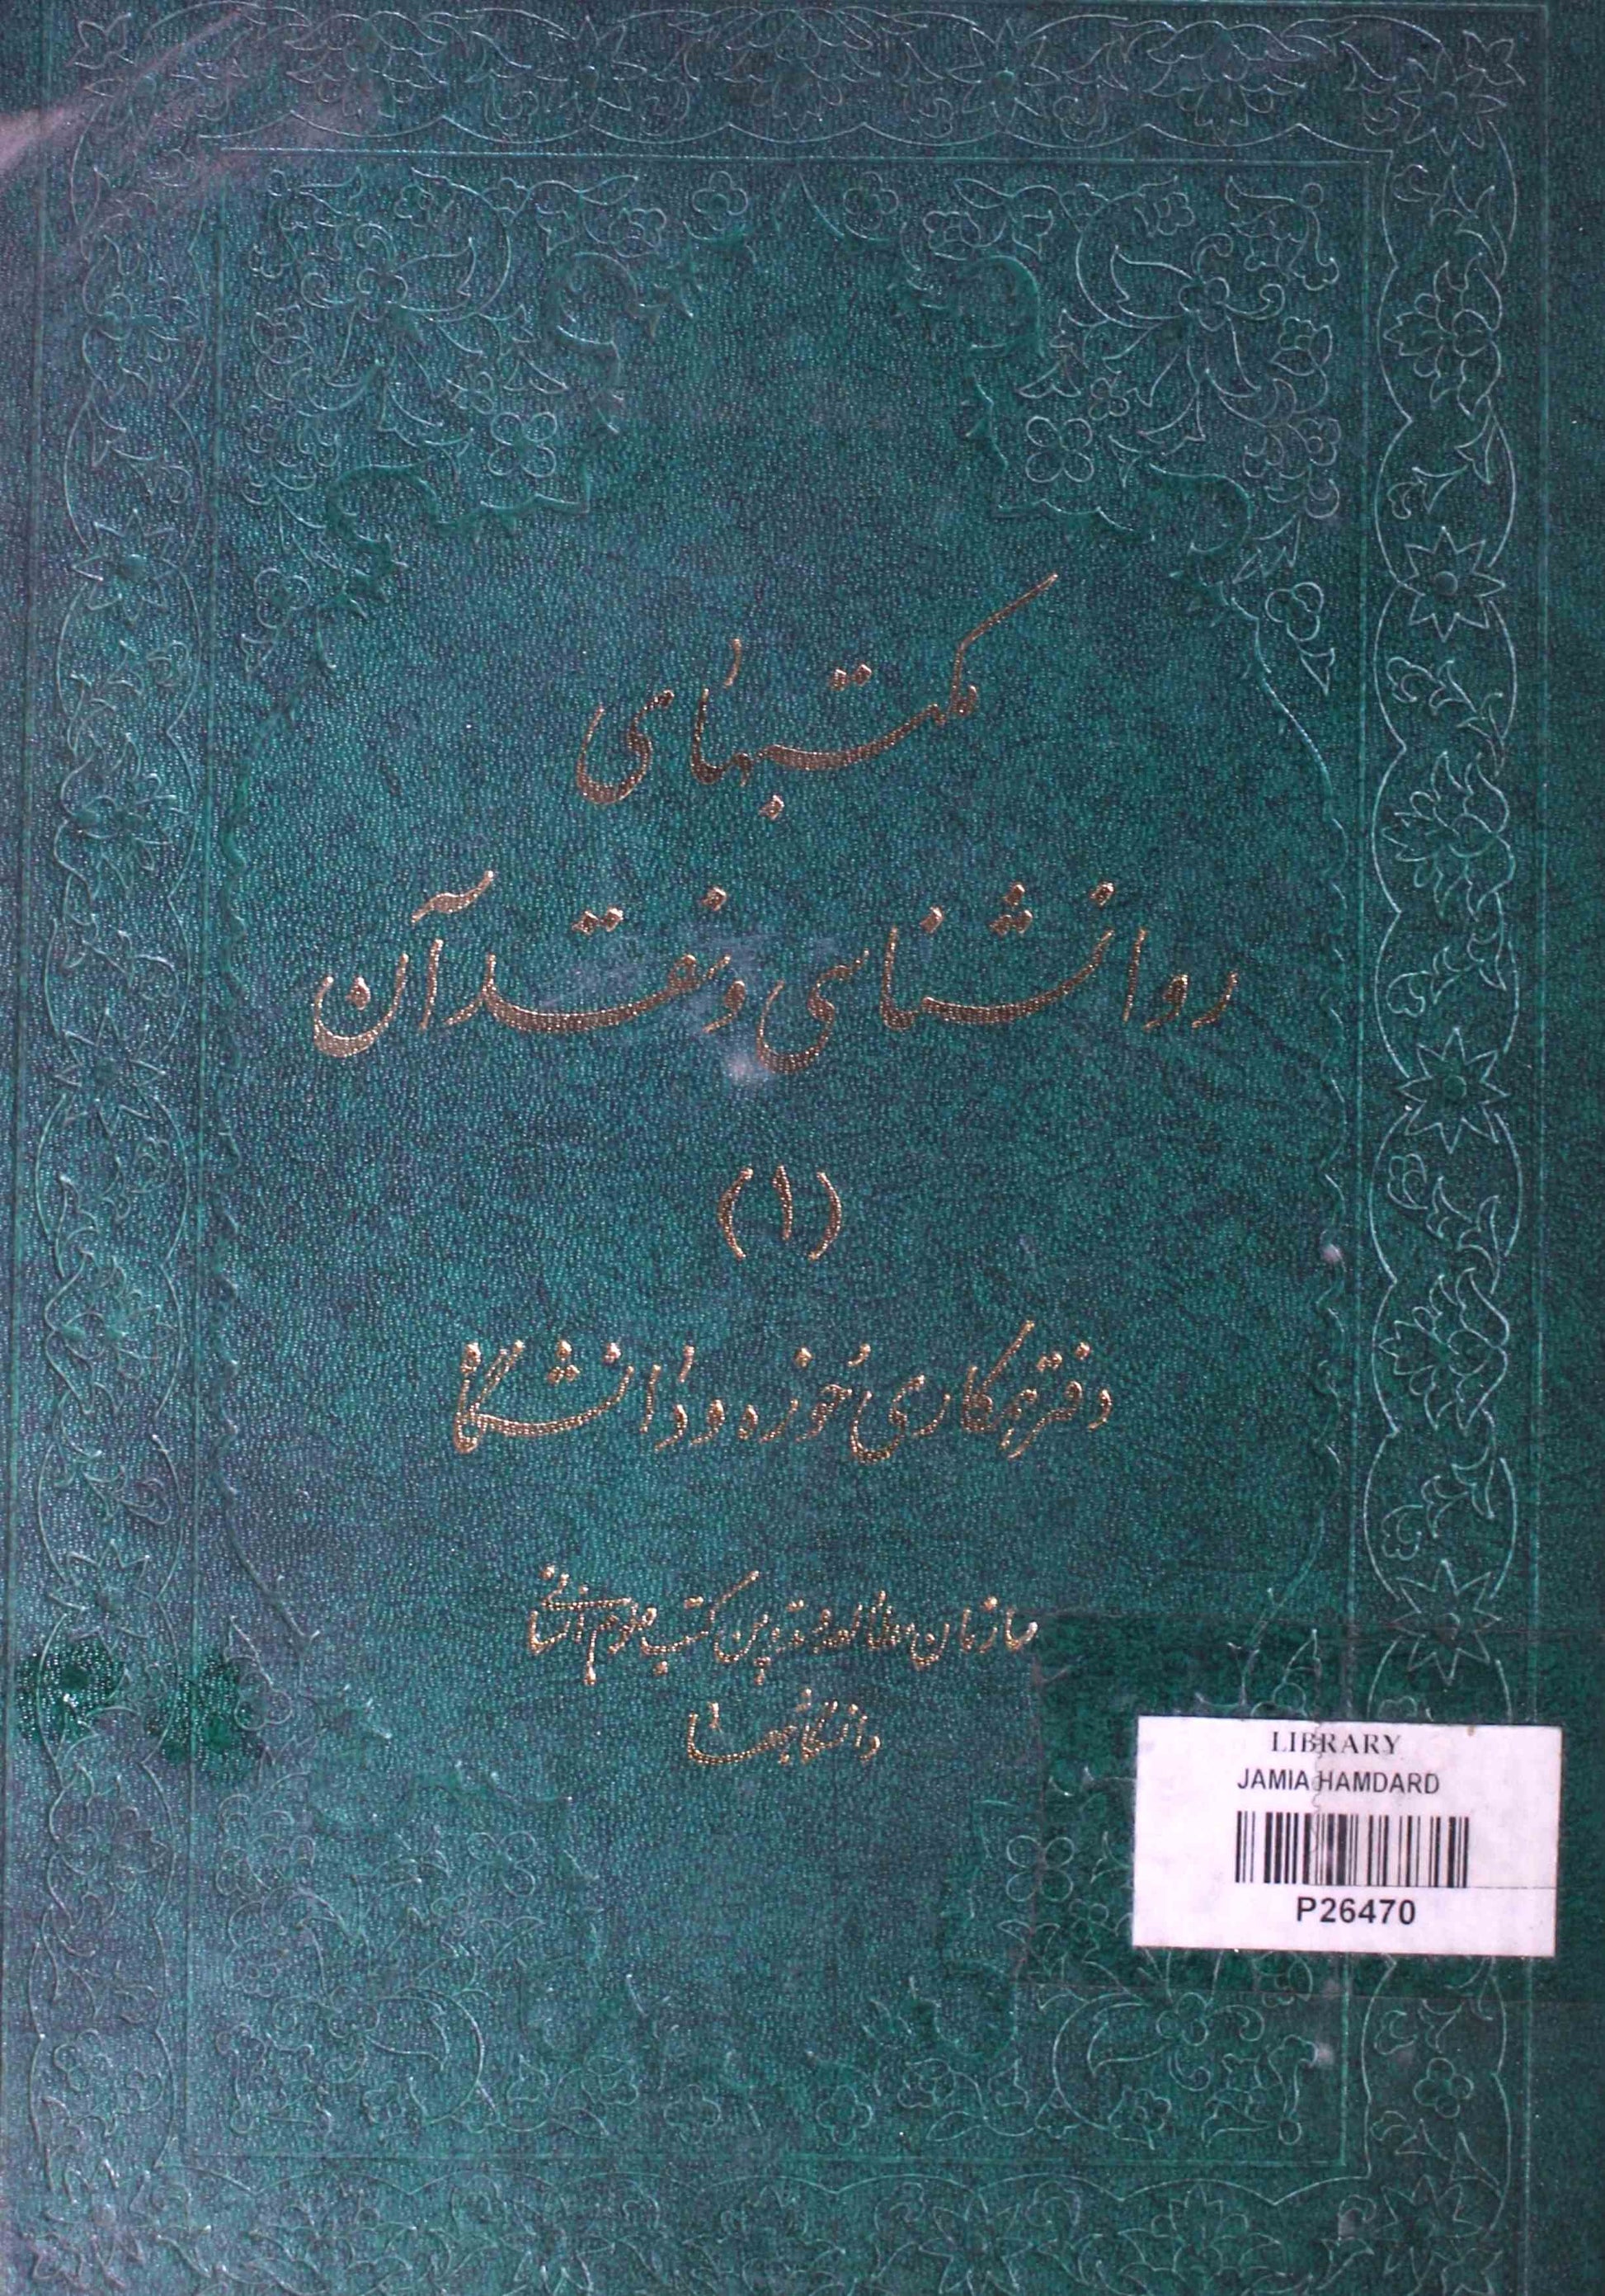 مکتبهای
روانشناسی و نقد آن
(۱)
دفتر همکاری حوزه و دانشگاه
سازمان مطالعه و تدوین کتب علوم انسانی
دانشگاهها
LIBRARY
JAMIA HAMDARD
P26470